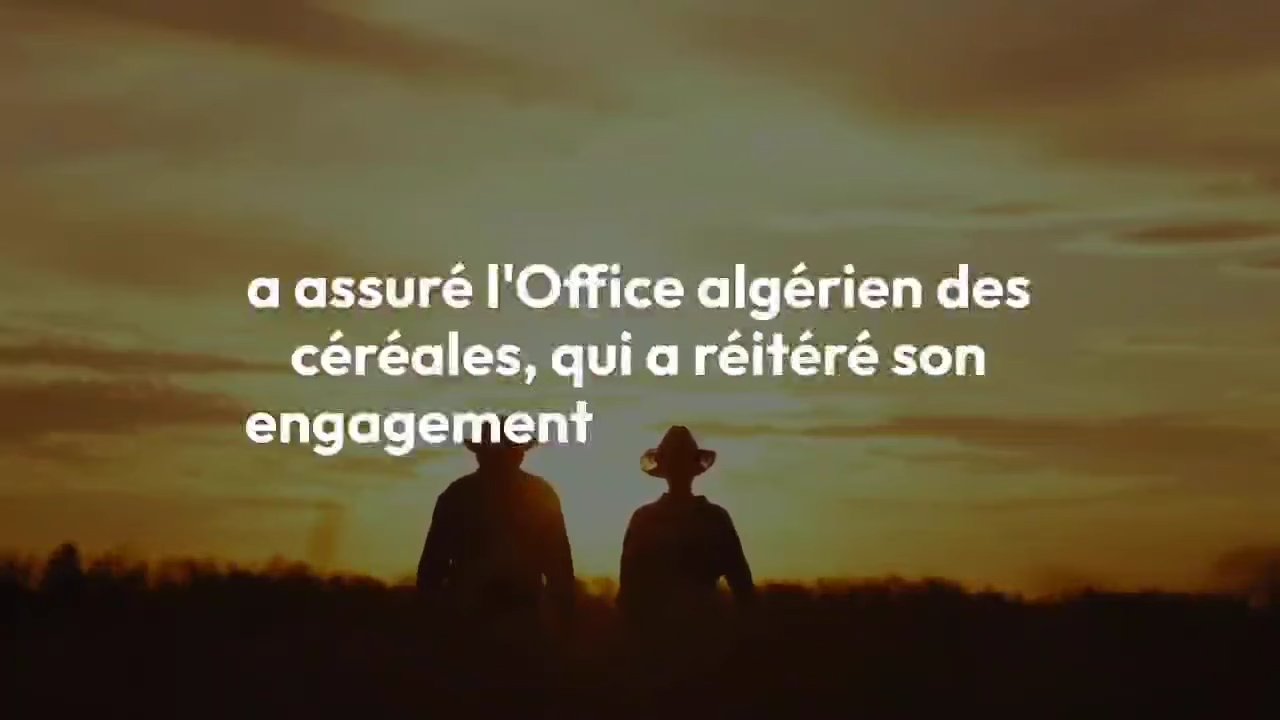 a assuré l'Office algérien des
céréales, qui a réitéré son
engagement